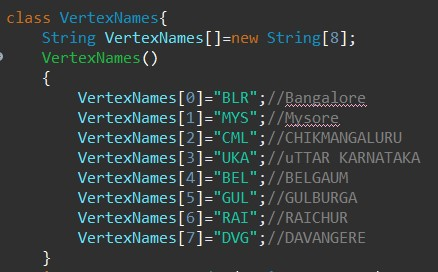 class VertexNames{
String VertexNames[]=new String[8];
VertexNames()
{
VertexNames[0]="BLR";//Bangalore
VertexNames[1]="MYS";//Mysore
VertexNames[2]="CML";//CHIKMANGALURU
VertexNames[3]="UKA";//uTTAR KARNATAKA
VertexNames[4]="BEL";//BELGAUM
VertexNames[5]="GUL";//GULBURGA
VertexNames[6]="RAI";//RAICHUR
VertexNames[7]="DVG";//DAVANGERE
}